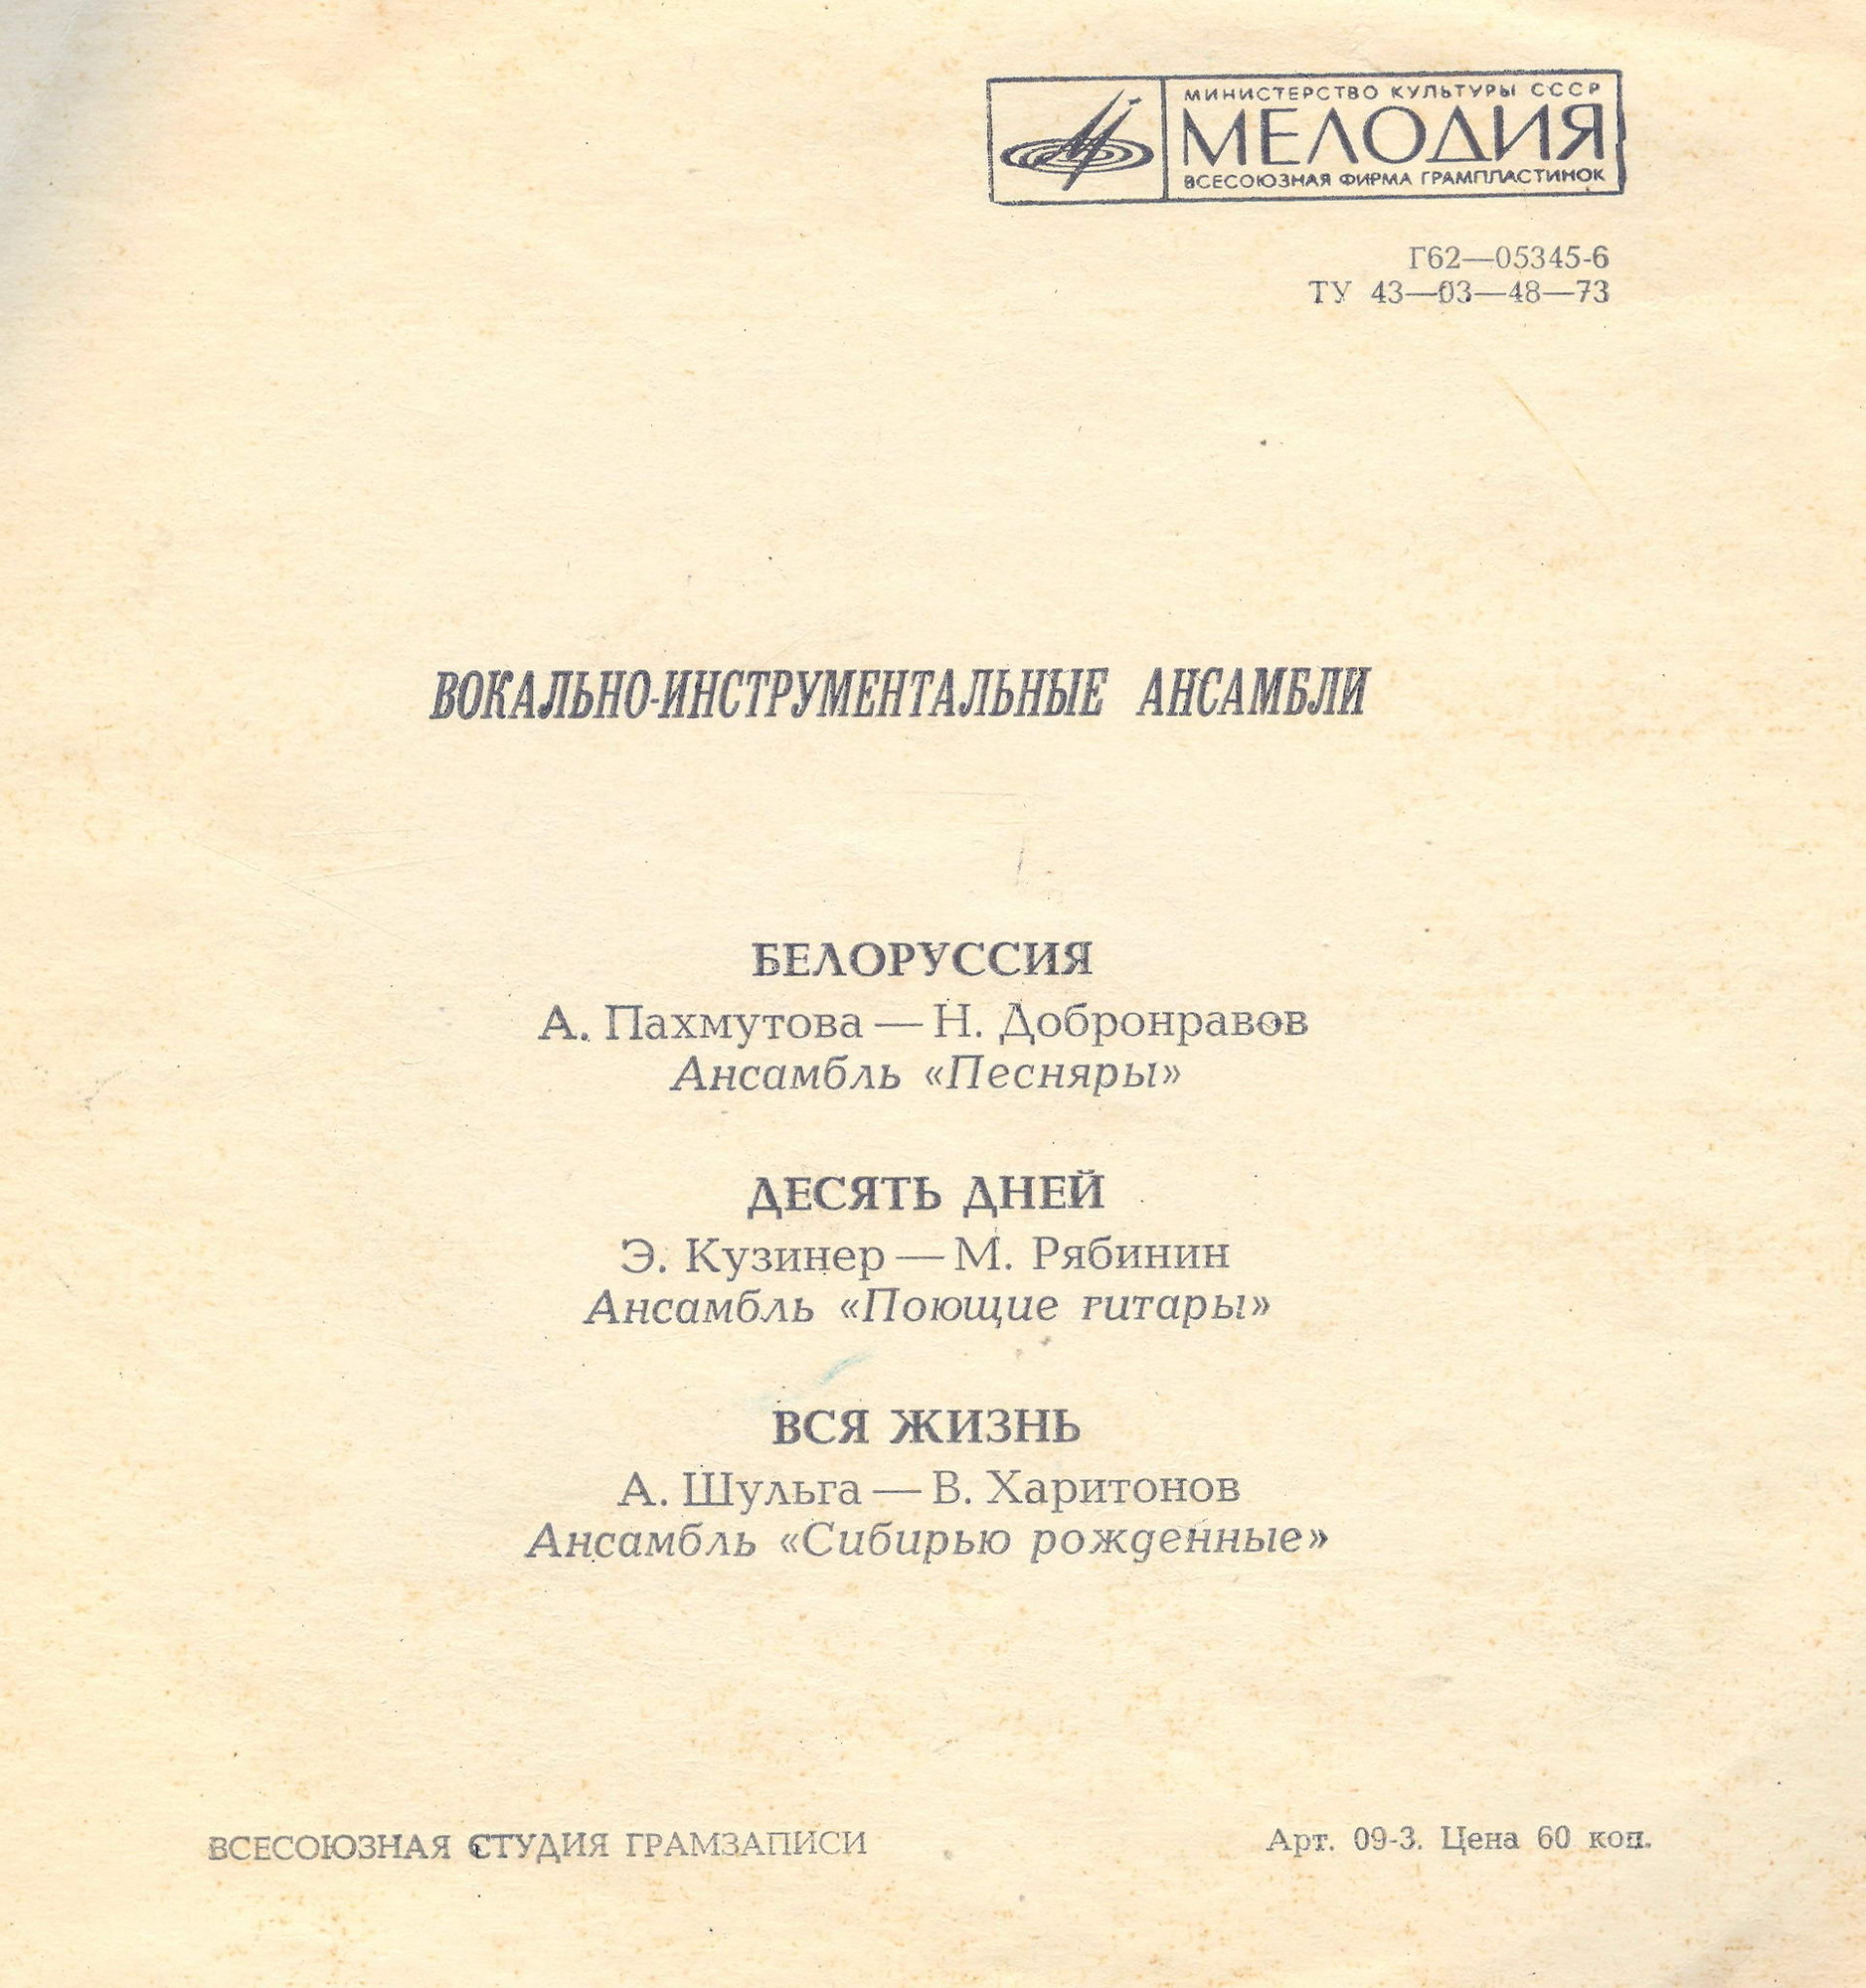 МИНИСТЕРСТВО КУЛЬТУРЫ СССР
МЕЛОДИЯ
ВСЕСОЮЗНАЯ ФИРМА ГРАМПЛАСТИНОК
Г62—05345-6
ТУ 43—03—48—73
ВОКАЛЬНО-ИНСТРУМЕНТАЛЬНЫЕ АНСАМБЛИ
БЕЛОРУССИЯ
А. Пахмутова — Н. Добронравов
Ансамбль «Песняры»
ДЕСЯТЬ ДНЕЙ
Э. Кузинер — М. Рябинин
Ансамбль «Поющие гитары»
ВСЯ ЖИЗНЬ
А. Шульга — В. Харитонов
Ансамбль «Сибирью рожденные»
ВСЕСОЮЗНАЯ СТУДИЯ ГРАМЗАПИСИ
Арт. 09-3. Цена 60 коп.